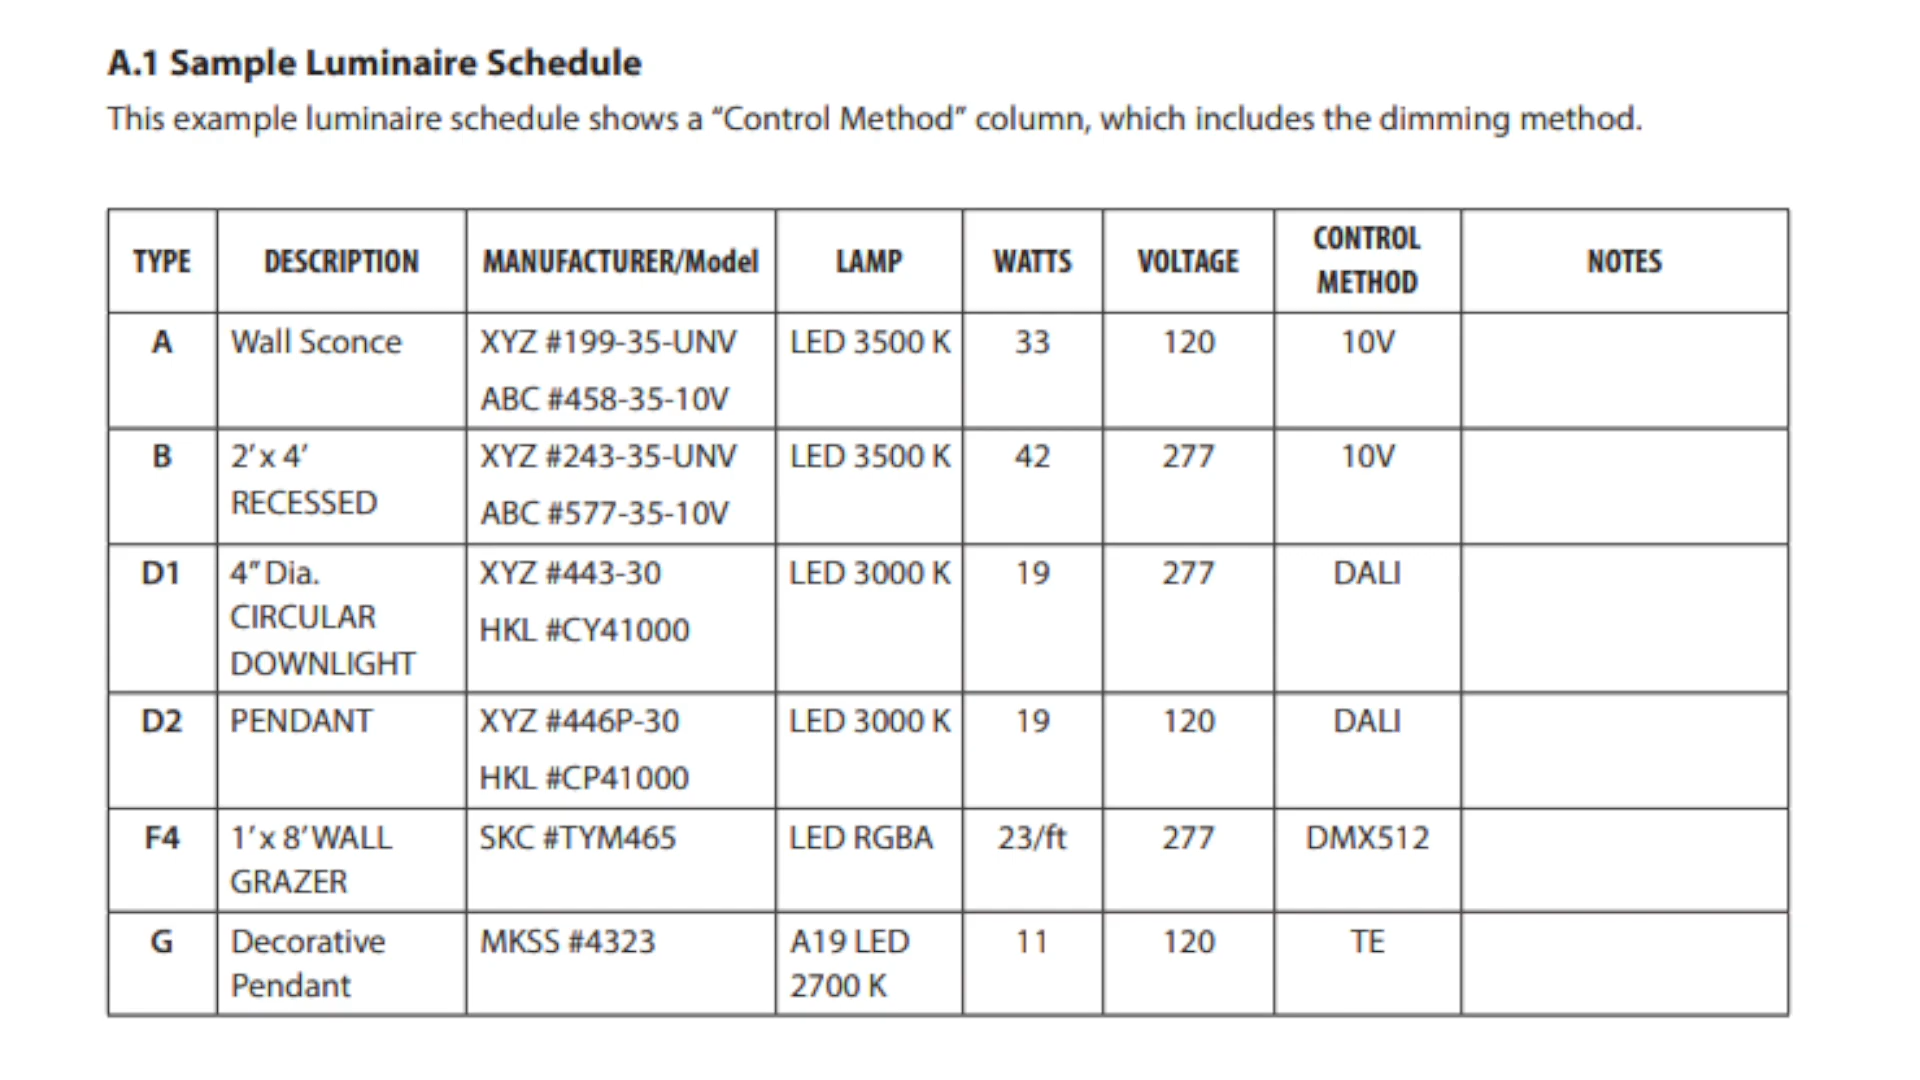 A.1 Sample Luminaire Schedule
This example luminaire schedule shows a “Control Method” column, which includes the dimming method.
TYPE DESCRIPTION MANUFACTURER/Model LAMP WATTS VOLTAGE CONTROL METHOD NOTES
A Wall Sconce XYZ #199-35-UNV LED 3500 K 33 120 10V
ABC #458-35-10V
B 2’ x 4’ XYZ #243-35-UNV LED 3500 K 42 277 10V
RECESSED ABC #577-35-10V
D1 4” Dia. XYZ #443-30 LED 3000 K 19 277 DALI
CIRCULAR HKL #CY41000
DOWNLIGHT
D2 PENDANT XYZ #446P-30 LED 3000 K 19 120 DALI
HKL #CP41000
F4 1’ x 8’ WALL SKC #TYM465 LED RGBA 23/ft 277 DMX512
GRAZER
G Decorative MKSS #4323 A19 LED 11 120 TE
Pendant 2700 K